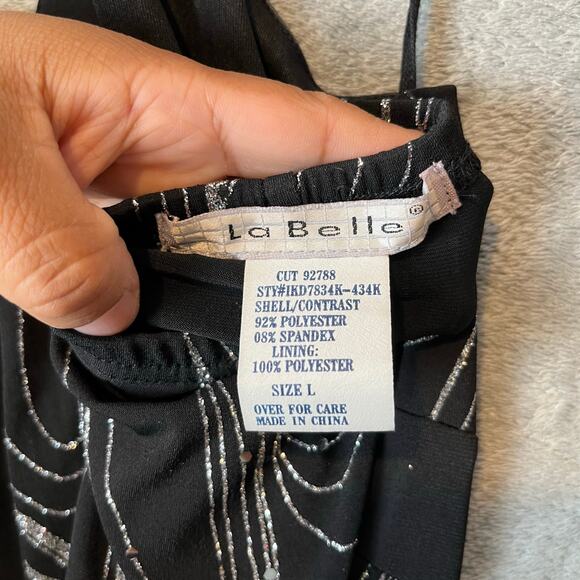 La Belle®
CUT 92788
STY#IKD7834K-434K
SHELL/CONTRAST
92% POLYESTER
08% SPANDEX
LINING:
100% POLYESTER
SIZE L
OVER FOR CARE
MADE IN CHINA